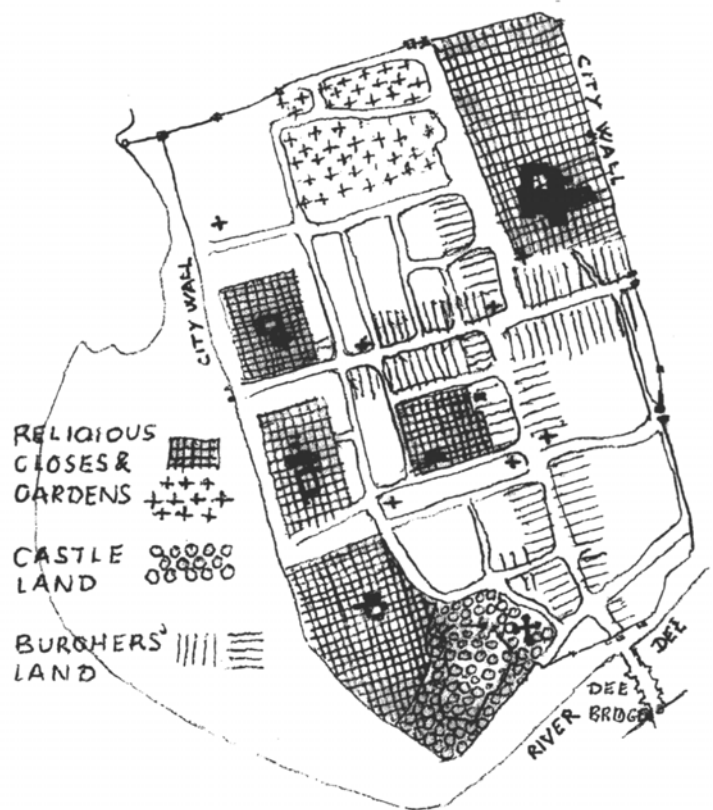 CITY WALL
CITY WALL
RELIGIOUS
CLOSES &
GARDENS
CASTLE
LAND
BURGHERS'
LAND
DEE
BRIDGE
RIVER DEE